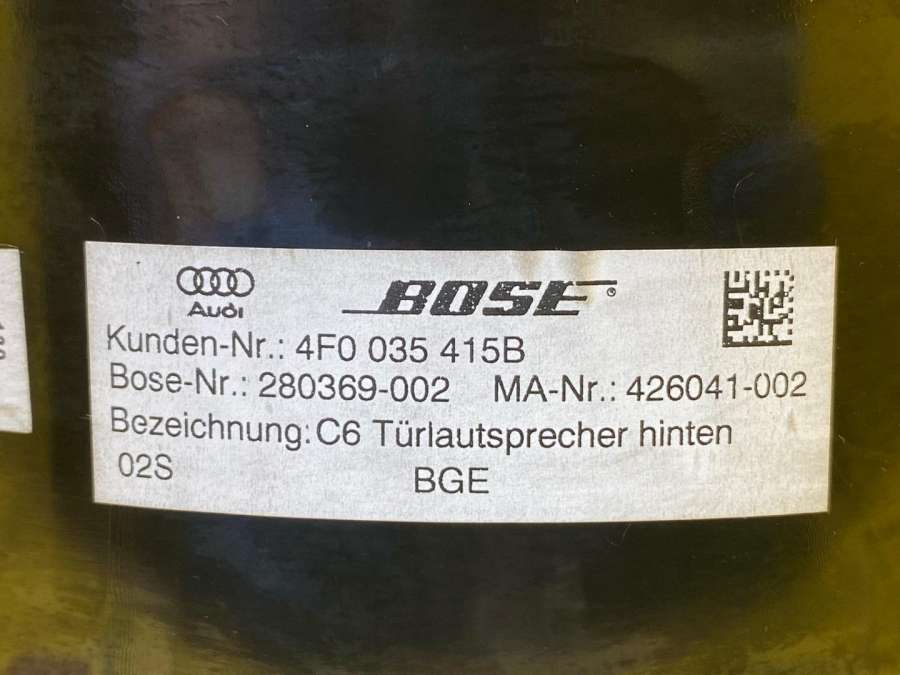 Audi
BOSE®
Kunden-Nr.: 4F0 035 415B
Bose-Nr.: 280369-002 MA-Nr.: 426041-002
Bezeichnung: C6 Türlautsprecher hinten
02S BGE